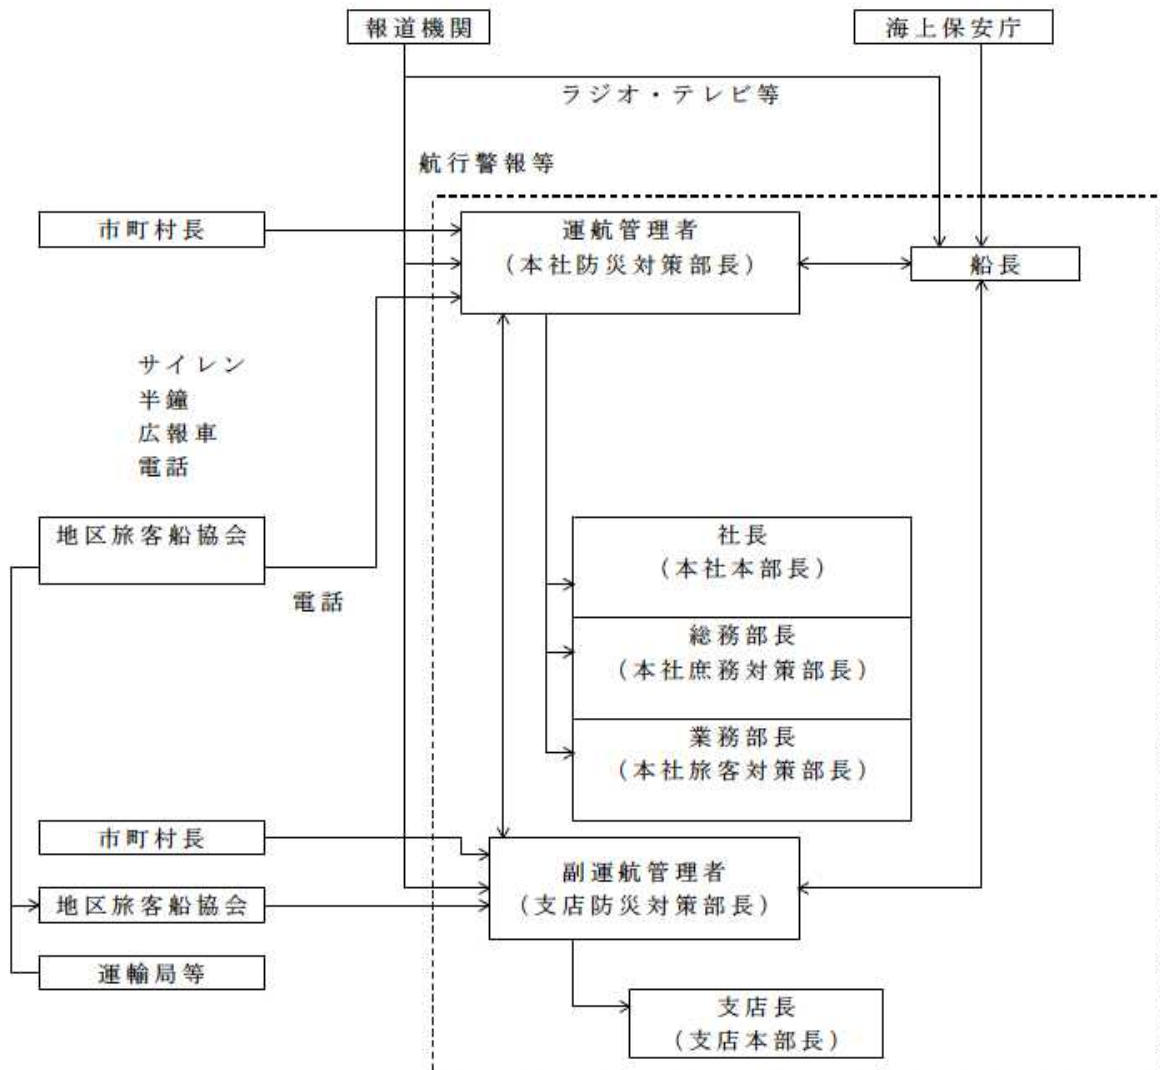 報道機関
海上保安庁
ラジオ・テレビ等
航行警報等
市町村長
運航管理者
（本社防災対策部長）
船長
サイレン
半鐘
広報車
電話
地区旅客船協会
電話
社長
（本社本部長）
総務部長
（本社庶務対策部長）
業務部長
（本社旅客対策部長）
市町村長
副運航管理者
（支店防災対策部長）
地区旅客船協会
運輸局等
支店長
（支店本部長）